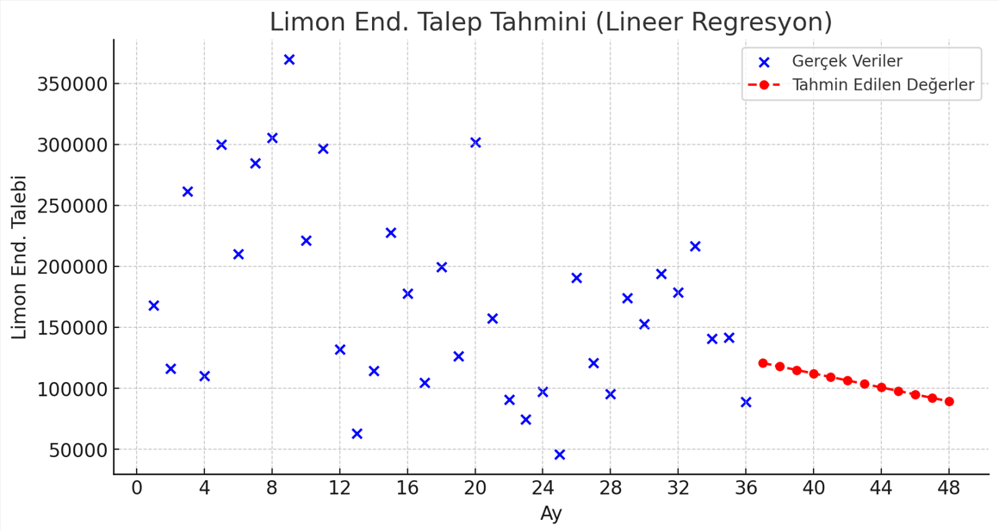 Limon End. Talep Tahmini (Lineer Regresyon)
Gerçek Veriler
Tahmin Edilen Değerler
Limon End. Talebi
350000
300000
250000
200000
150000
100000
50000
0 4 8 12 16 20 24 28 32 36 40 44 48
Ay